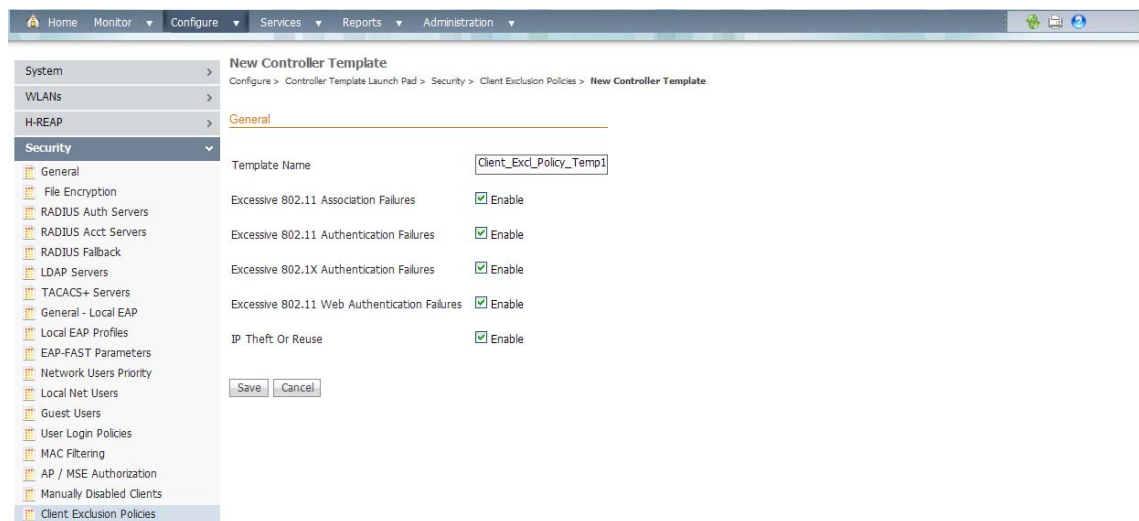 Home Monitor Configure Services Reports Administration
System
WLANs
H-REAP
Security
General
File Encryption
RADIUS Auth Servers
RADIUS Acct Servers
RADIUS Fallback
LDAP Servers
TACACS+ Servers
General - Local EAP
Local EAP Profiles
EAP-FAST Parameters
Network Users Priority
Local Net Users
Guest Users
User Login Policies
MAC Filtering
AP / MSE Authorization
Manually Disabled Clients
Client Exclusion Policies
New Controller Template
Configure > Controller Template Launch Pad > Security > Client Exclusion Policies > New Controller Template
General
Template Name Client_Excl_Policy_Temp1
Excessive 802.11 Association Failures Enable
Excessive 802.11 Authentication Failures Enable
Excessive 802.1X Authentication Failures Enable
Excessive 802.11 Web Authentication Failures Enable
IP Theft Or Reuse Enable
Save Cancel